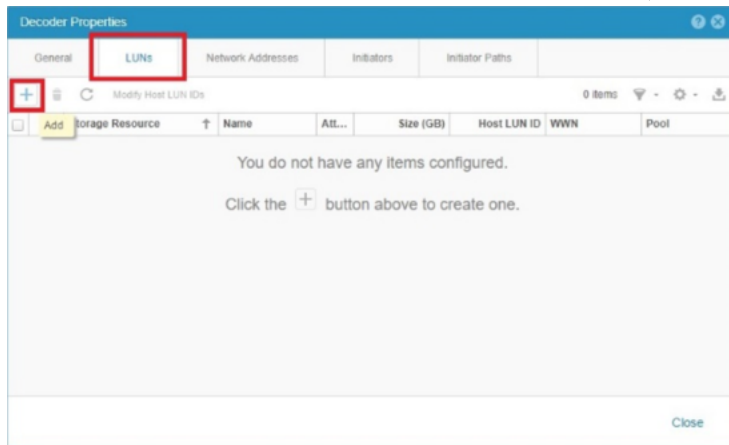 Decoder Properties
General LUNs Network Addresses Initiators Initiator Paths
Modify Host LUN IDs 0 items
Add torage Resource ↑ Name Att... Size (GB) Host LUN ID WWN Pool
You do not have any items configured.
Click the + button above to create one.
Close